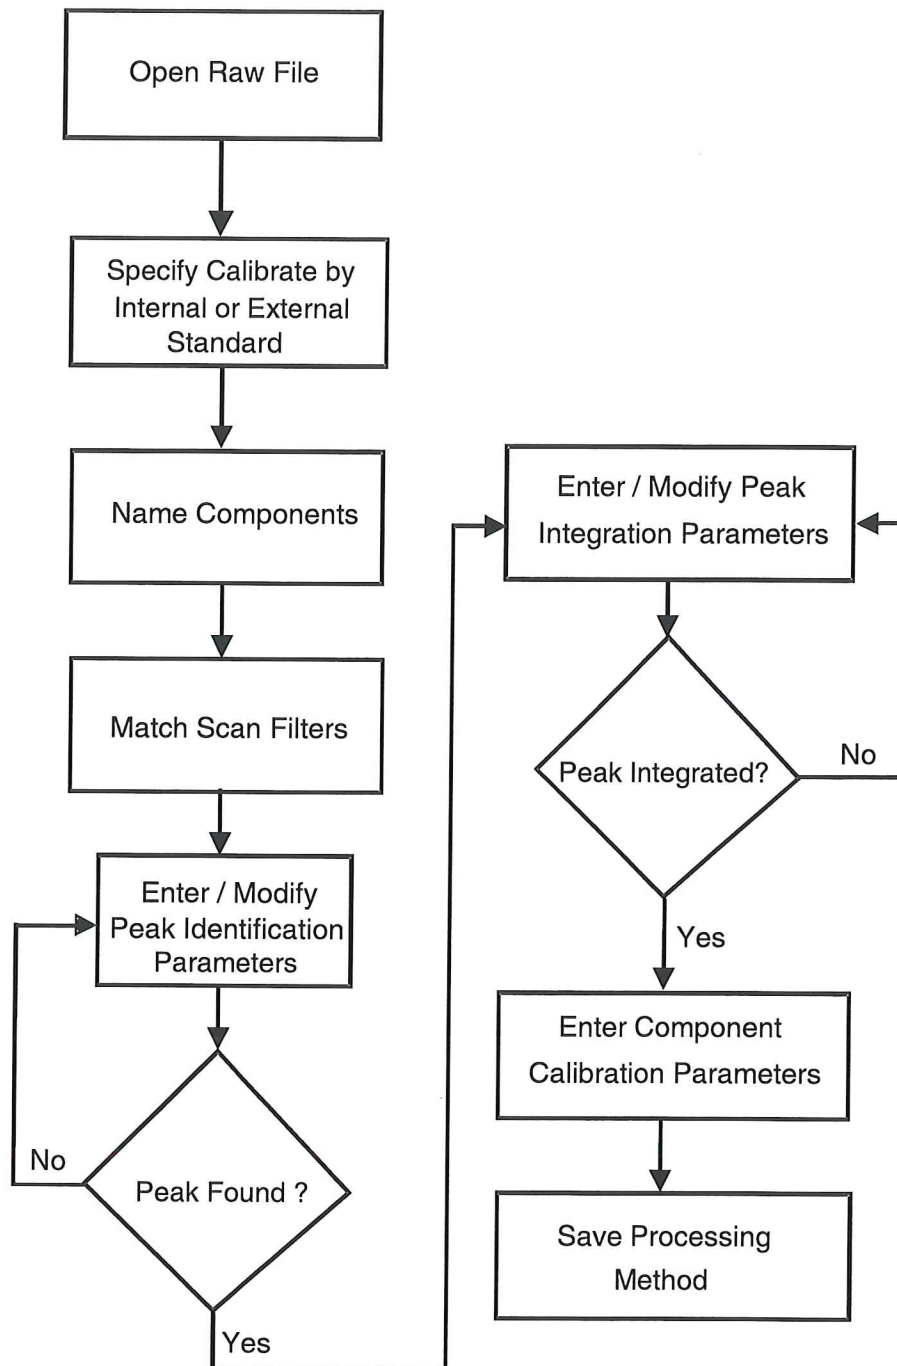 Open Raw File
Specify Calibrate by
Internal or External
Standard
Name Components
Match Scan Filters
Enter / Modify
Peak Identification
Parameters
No
Peak Found ?
Yes
Enter / Modify Peak
Integration Parameters
Peak Integrated?
No
Yes
Enter Component
Calibration Parameters
Save Processing
Method